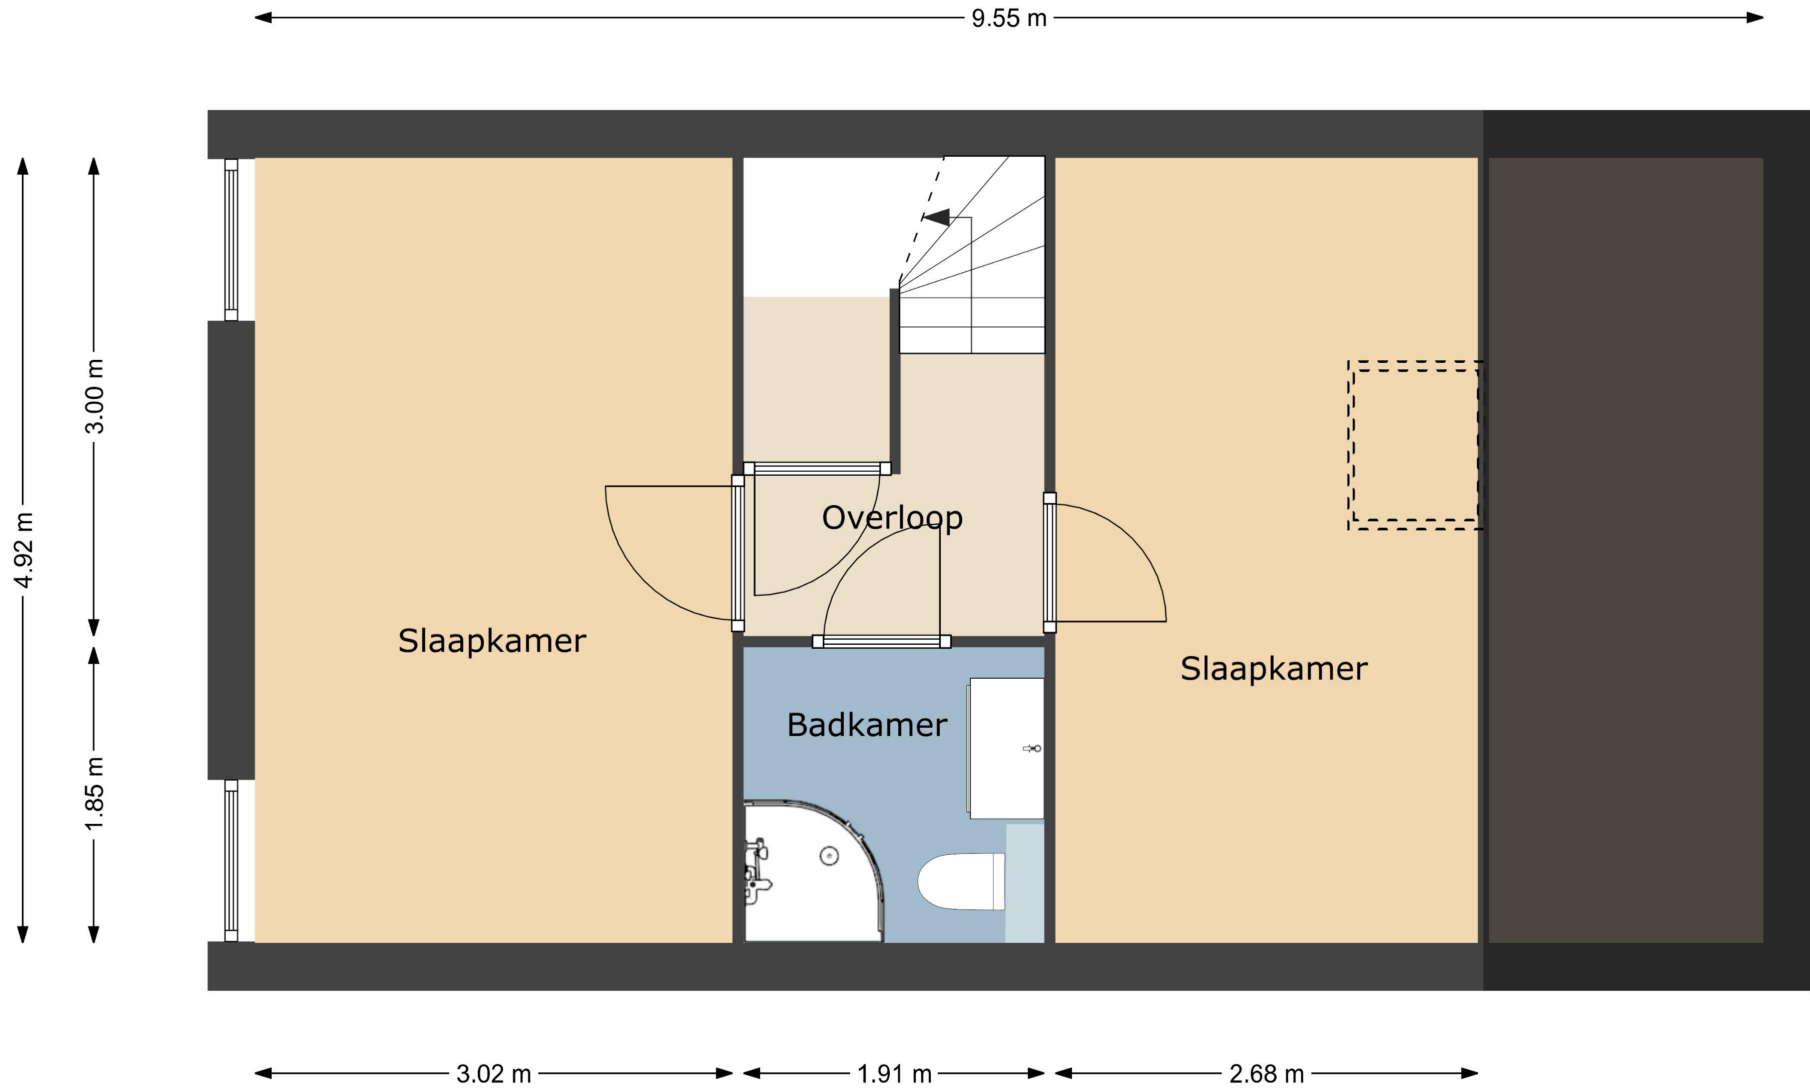 9.55 m
3.00 m
4.92 m
Overloop
Slaapkamer
Slaapkamer
Badkamer
1.85 m
3.02 m
1.91 m
2.68 m